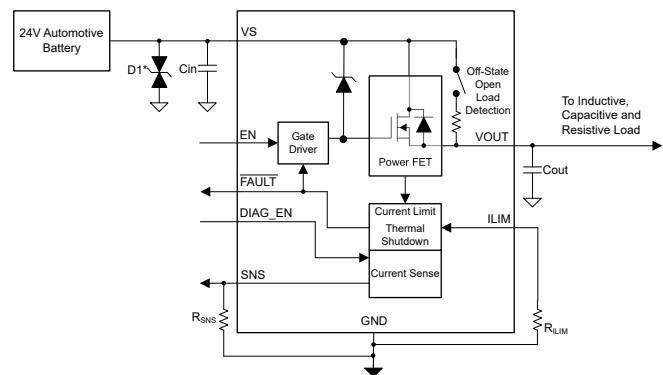 24V Automotive
Battery
VS
D1*
Cin
Off-State
Open
Load
Detection
To Inductive,
Capacitive and
Resistive Load
EN
Gate
Driver
VOUT
Power FET
Cout
FAULT
DIAG_EN
Current Limit
Thermal
Shutdown
ILIM
SNS
Current Sense
RSNS
GND
RILIM